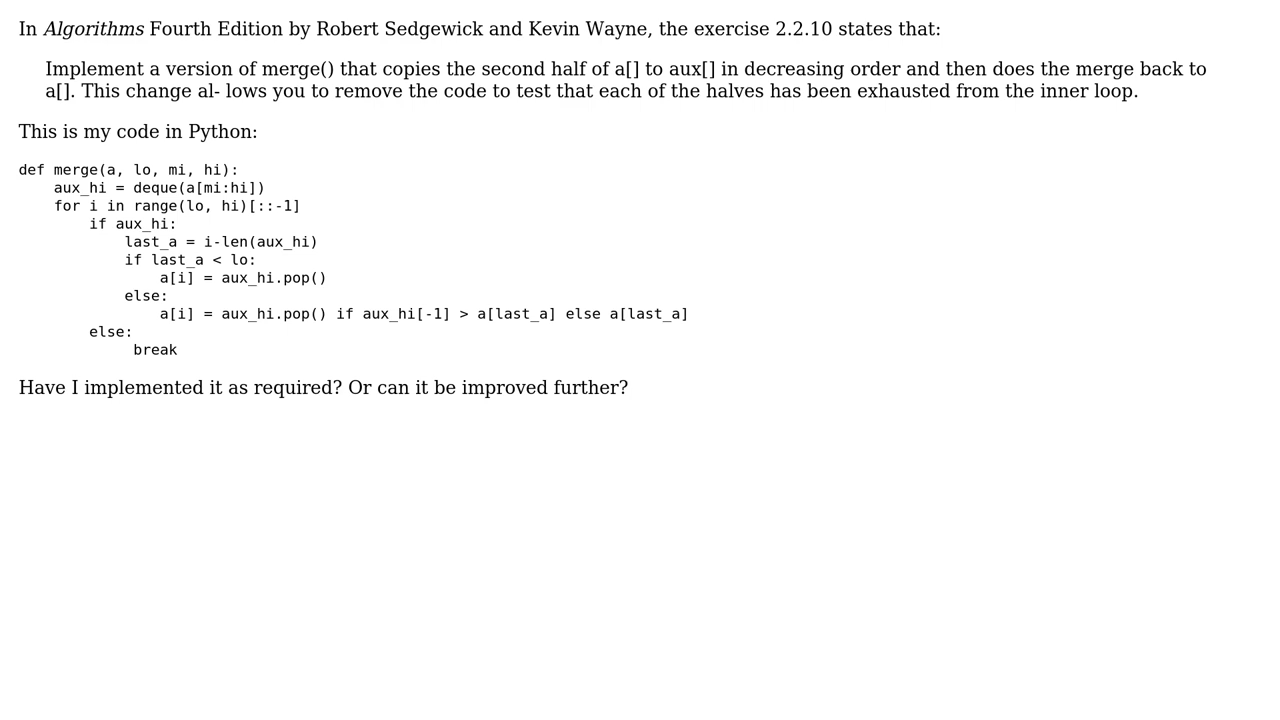 In Algorithms Fourth Edition by Robert Sedgewick and Kevin Wayne, the exercise 2.2.10 states that:
Implement a version of merge() that copies the second half of a[] to aux[] in decreasing order and then does the merge back to
a[]. This change al- lows you to remove the code to test that each of the halves has been exhausted from the inner loop.
This is my code in Python:
def merge(a, lo, mi, hi):
    aux_hi = deque(a[mi:hi])
    for i in range(lo, hi)[::-1]
        if aux_hi:
            last_a = i-len(aux_hi)
            if last_a < lo:
                a[i] = aux_hi.pop()
            else:
                a[i] = aux_hi.pop() if aux_hi[-1] > a[last_a] else a[last_a]
        else:
             break
Have I implemented it as required? Or can it be improved further?